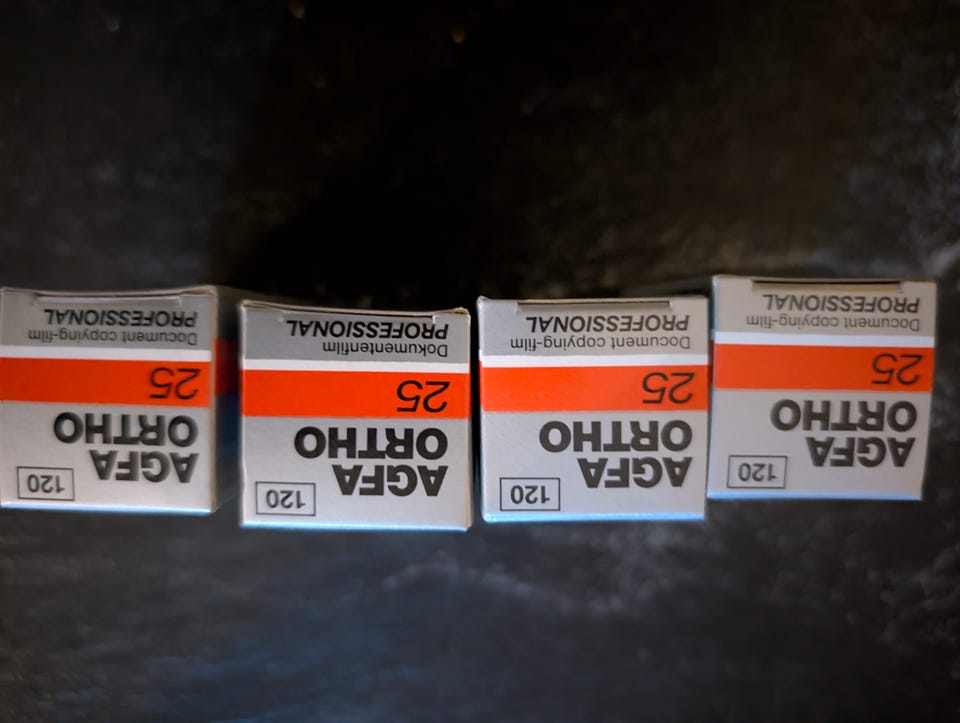 AGFA 120
ORTHO
25
Document copying-film
PROFESSIONAL
AGFA 120
ORTHO
25
Document copying-film
PROFESSIONAL
AGFA 120
ORTHO
25
Dokumentenfilm
PROFESSIONAL
AGFA 120
ORTHO
25
Document copying-film
PROFESSIONAL